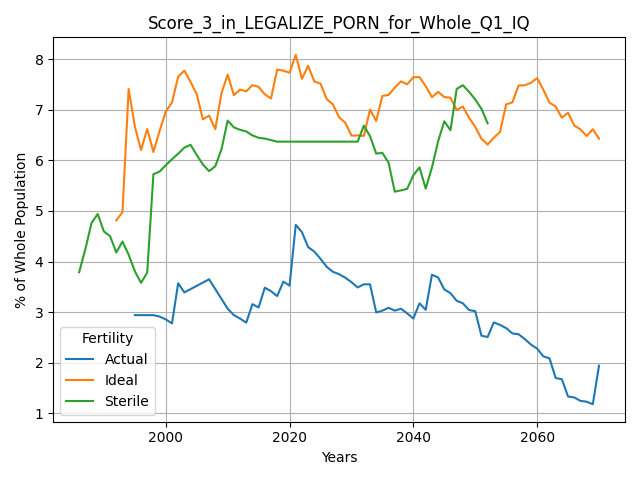 Score_3_in_LEGALIZE_PORN_for_Whole_Q1_IQ
% of Whole Population
8
7
6
5
4
3
2
1
Fertility
Actual
Ideal
Sterile
2000
2020
2040
2060
Years